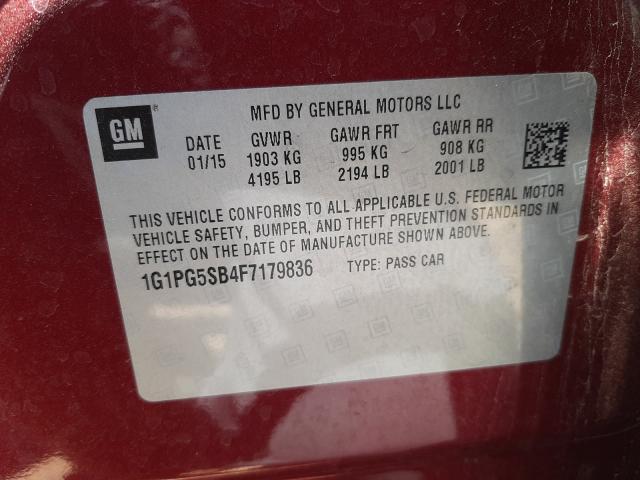 GM
MFD BY GENERAL MOTORS LLC
DATE GVWR GAWR FRT GAWR RR
01/15 1903 KG 995 KG 908 KG
4195 LB 2194 LB 2001 LB
THIS VEHICLE CONFORMS TO ALL APPLICABLE U.S. FEDERAL MOTOR
VEHICLE SAFETY, BUMPER, AND THEFT PREVENTION STANDARDS IN
EFFECT ON THE DATE OF MANUFACTURE SHOWN ABOVE.
1G1PG5SB4F7179836 TYPE: PASS CAR